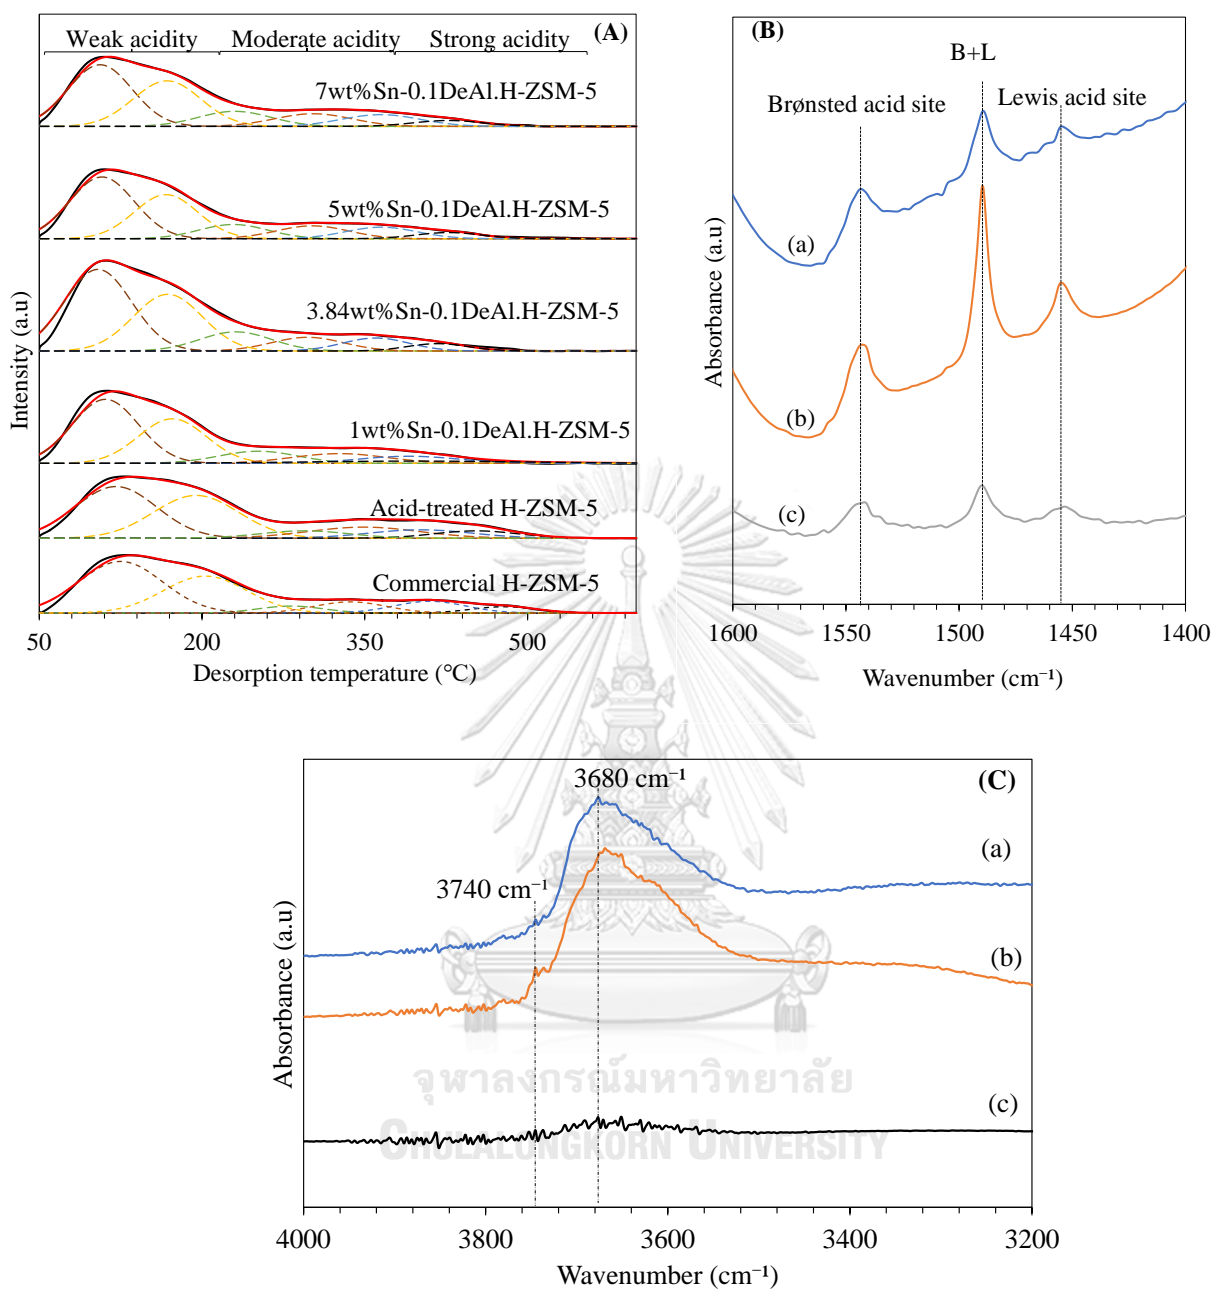 (A)
Weak acidity Moderate acidity Strong acidity
7wt%Sn-0.1DeAl.H-ZSM-5
5wt%Sn-0.1DeAl.H-ZSM-5
3.84wt%Sn-0.1DeAl.H-ZSM-5
1wt%Sn-0.1DeAl.H-ZSM-5
Acid-treated H-ZSM-5
Commercial H-ZSM-5
Intensity (a.u)
50 200 350 500
Desorption temperature (°C)
(B)
B+L
Brønsted acid site
Lewis acid site
(a)
(b)
(c)
Absorbance (a.u)
1600 1550 1500 1450 1400
Wavenumber (cm⁻¹)
(C)
3680 cm⁻¹
3740 cm⁻¹
(a)
(b)
(c)
Absorbance (a.u)
4000 3800 3600 3400 3200
Wavenumber (cm⁻¹)
จุฬาลงกรณ์มหาวิทยาลัย
CHULALONGKORN UNIVERSITY